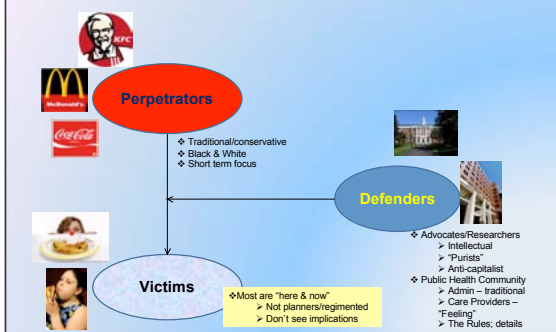 KFC
McDonald's.
Coca-Cola
Perpetrators
❖ Traditional/conservative
❖ Black & White
❖ Short term focus
Defenders
❖ Advocates/Researchers
➢ Intellectual
➢ "Purists"
➢ Anti-capitalist
❖ Public Health Community
➢ Admin – traditional
➢ Care Providers –
"Feeling"
➢ The Rules; details
Victims
❖Most are "here & now"
➢ Not planners/regimented
➢ Don't see implications